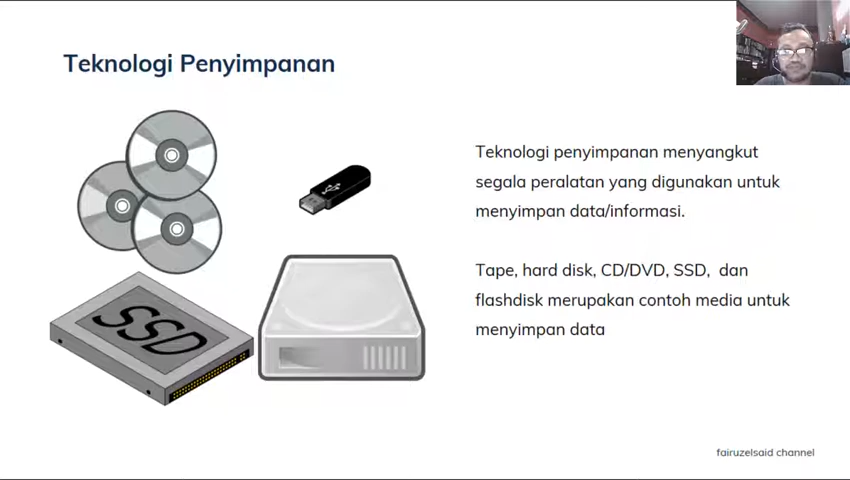 Teknologi Penyimpanan
Teknologi penyimpanan menyangkut
segala peralatan yang digunakan untuk
menyimpan data/informasi.
Tape, hard disk, CD/DVD, SSD, dan
flashdisk merupakan contoh media untuk
menyimpan data
SSD
fairuzelsaid channel